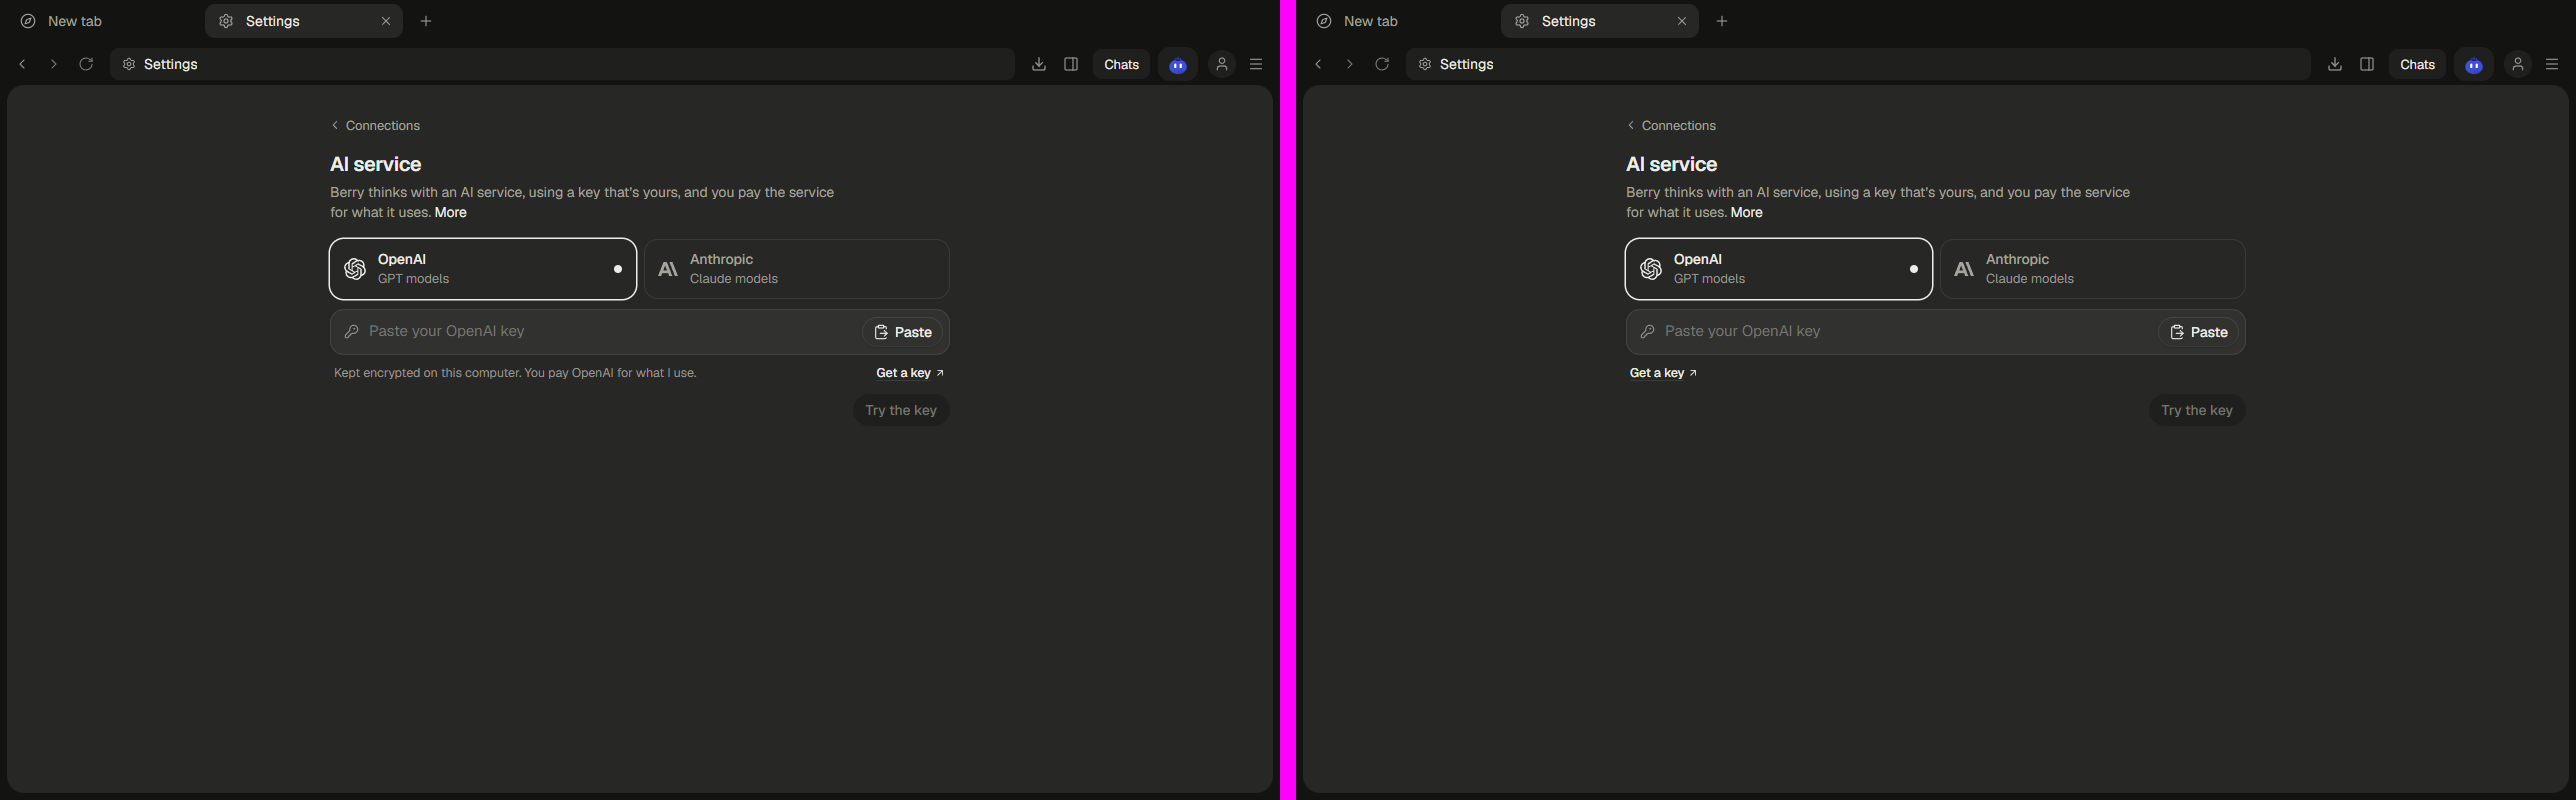 New tab
Settings
Settings
Chats
Connections
AI service
Berry thinks with an AI service, using a key that's yours, and you pay the service
for what it uses. More
OpenAI
GPT models
Anthropic
Claude models
Paste your OpenAI key
Paste
Kept encrypted on this computer. You pay OpenAI for what I use.
Get a key
Try the key
New tab
Settings
Settings
Chats
Connections
AI service
Berry thinks with an AI service, using a key that's yours, and you pay the service
for what it uses. More
OpenAI
GPT models
Anthropic
Claude models
Paste your OpenAI key
Paste
Get a key
Try the key